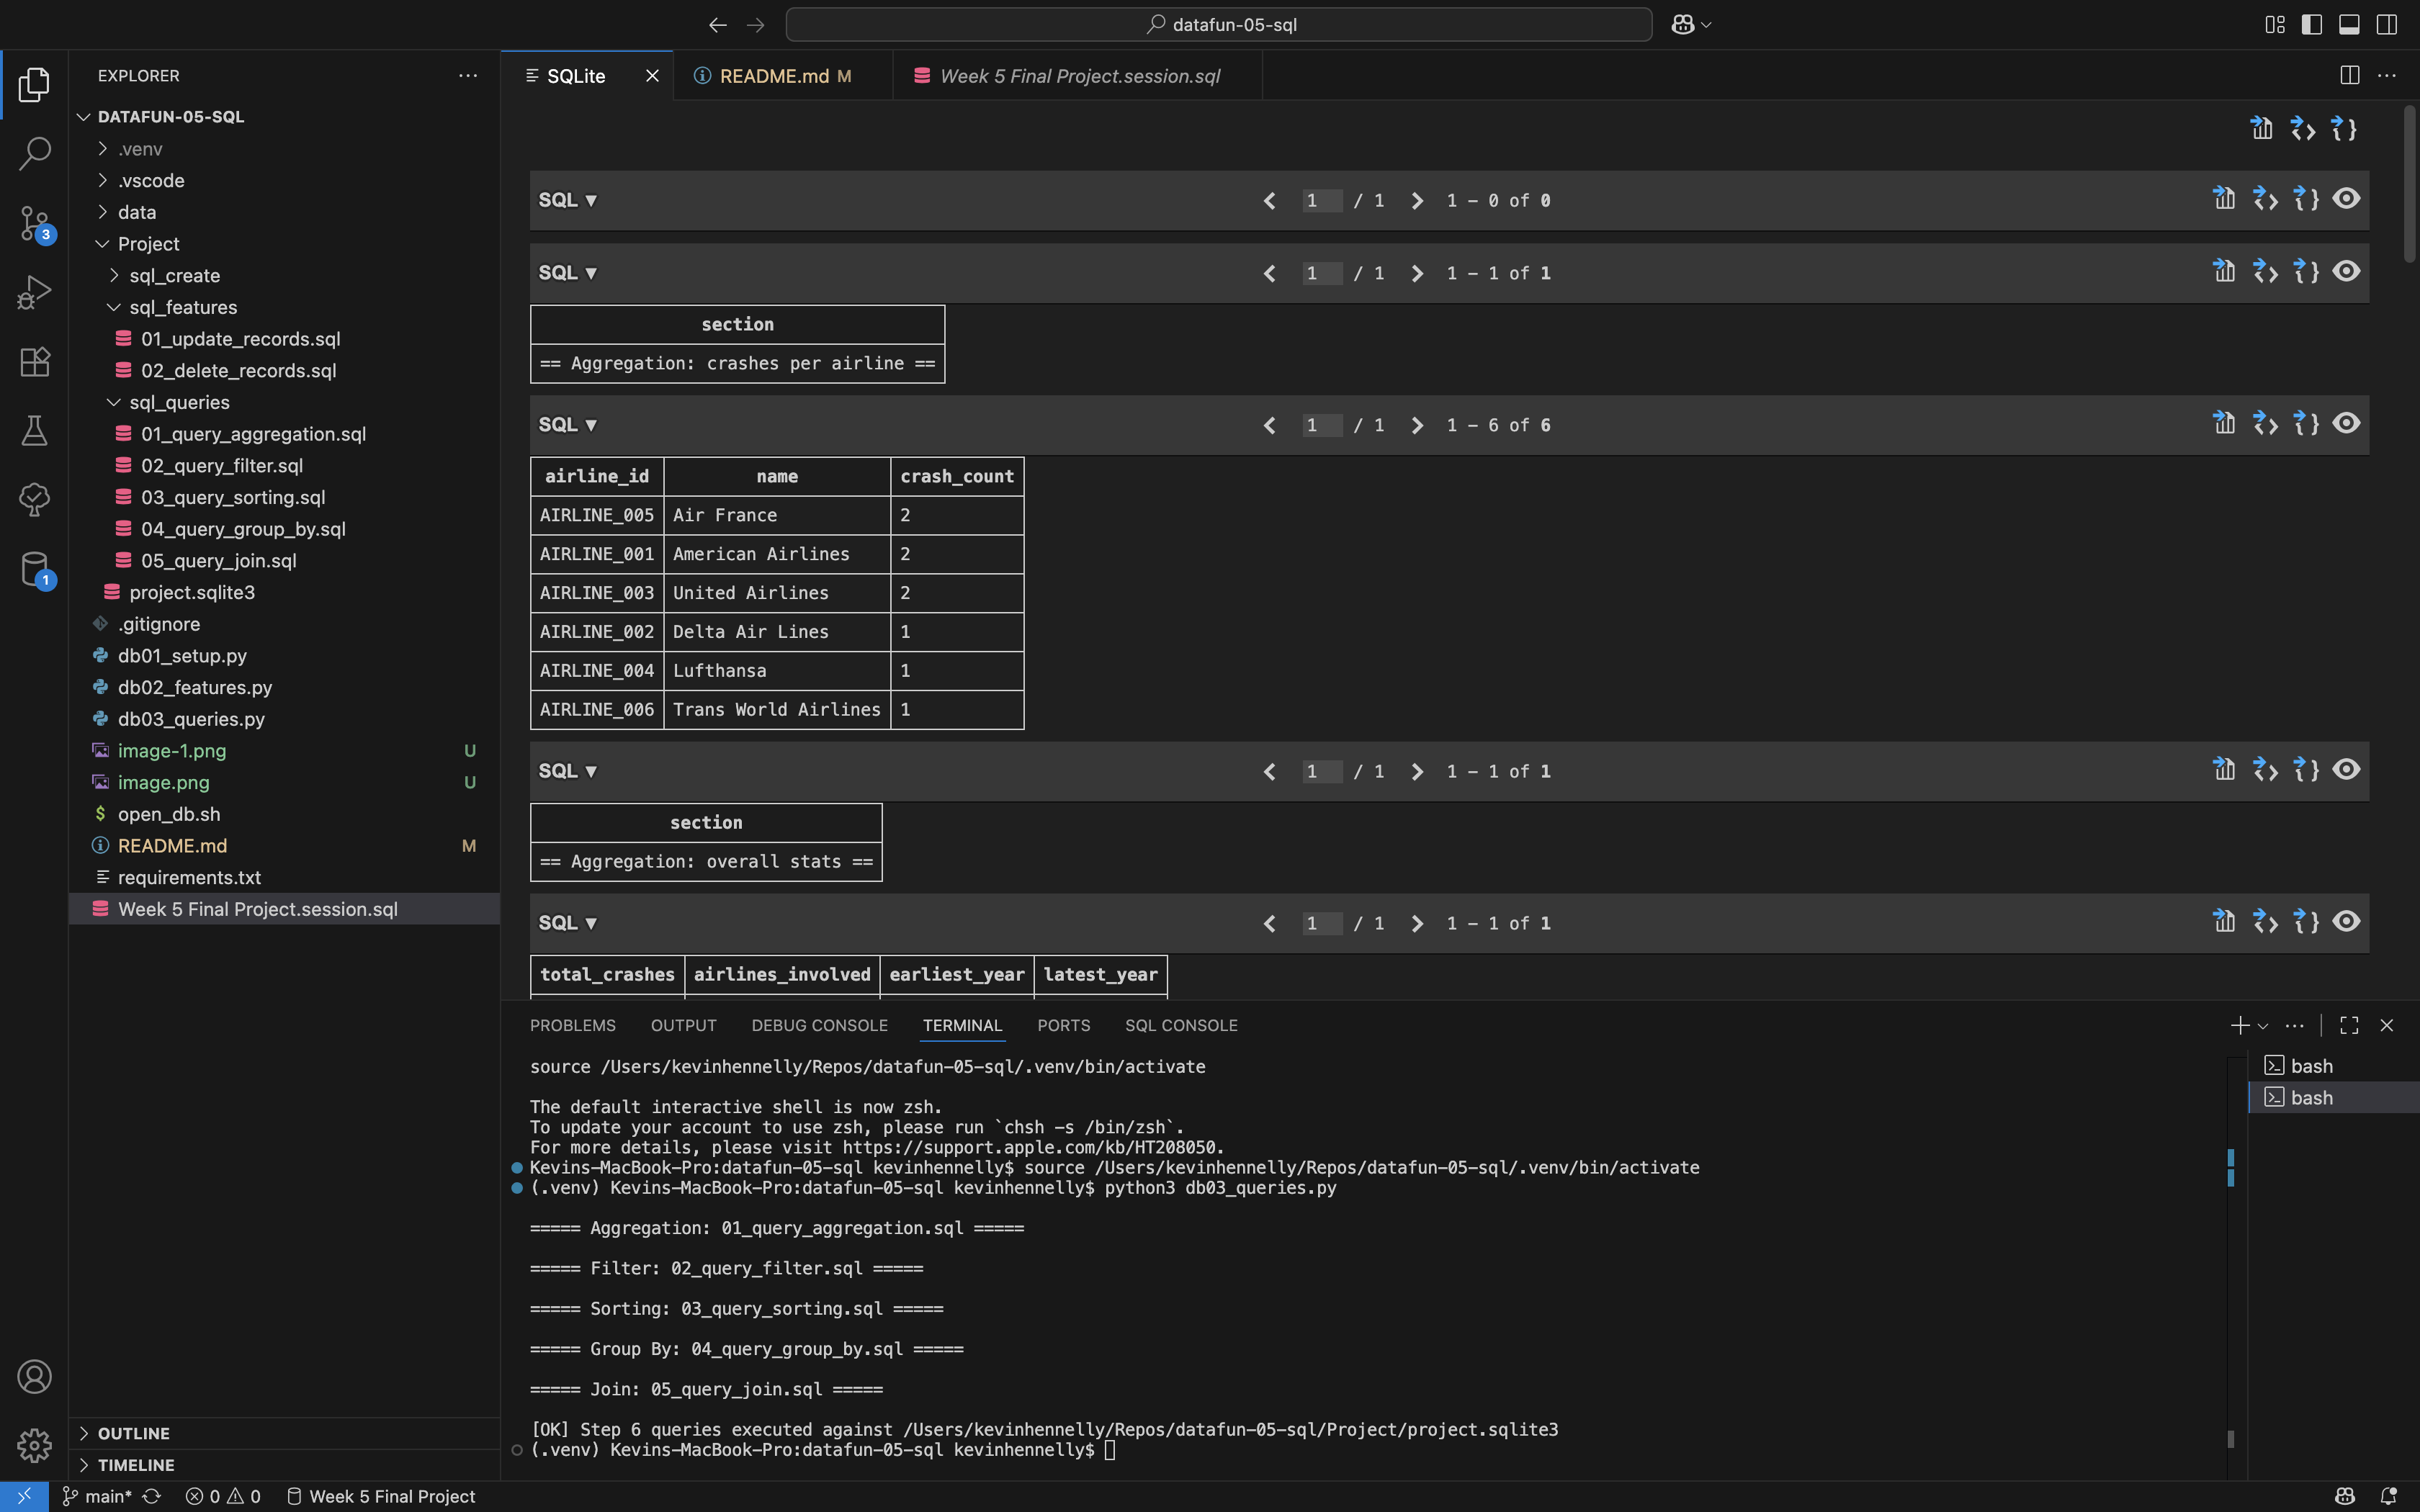 datafun-05-sql
EXPLORER
DATAFUN-05-SQL
.venv
.vscode
data
Project
sql_create
sql_features
01_update_records.sql
02_delete_records.sql
sql_queries
01_query_aggregation.sql
02_query_filter.sql
03_query_sorting.sql
04_query_group_by.sql
05_query_join.sql
project.sqlite3
.gitignore
db01_setup.py
db02_features.py
db03_queries.py
image-1.png U
image.png U
open_db.sh
README.md M
requirements.txt
Week 5 Final Project.session.sql
OUTLINE
TIMELINE
3
1
SQLite
README.md M
Week 5 Final Project.session.sql
SQL ▼ 1 / 1 1 – 0 of 0
SQL ▼ 1 / 1 1 – 1 of 1
section
== Aggregation: crashes per airline ==
SQL ▼ 1 / 1 1 – 6 of 6
airline_id name crash_count
AIRLINE_005 Air France 2
AIRLINE_001 American Airlines 2
AIRLINE_003 United Airlines 2
AIRLINE_002 Delta Air Lines 1
AIRLINE_004 Lufthansa 1
AIRLINE_006 Trans World Airlines 1
SQL ▼ 1 / 1 1 – 1 of 1
section
== Aggregation: overall stats ==
SQL ▼ 1 / 1 1 – 1 of 1
total_crashes airlines_involved earliest_year latest_year
PROBLEMS OUTPUT DEBUG CONSOLE TERMINAL PORTS SQL CONSOLE
source /Users/kevinhennelly/Repos/datafun-05-sql/.venv/bin/activate
The default interactive shell is now zsh.
To update your account to use zsh, please run `chsh -s /bin/zsh`.
For more details, please visit https://support.apple.com/kb/HT208050.
Kevins-MacBook-Pro:datafun-05-sql kevinhennelly$ source /Users/kevinhennelly/Repos/datafun-05-sql/.venv/bin/activate
(.venv) Kevins-MacBook-Pro:datafun-05-sql kevinhennelly$ python3 db03_queries.py
===== Aggregation: 01_query_aggregation.sql =====
===== Filter: 02_query_filter.sql =====
===== Sorting: 03_query_sorting.sql =====
===== Group By: 04_query_group_by.sql =====
===== Join: 05_query_join.sql =====
[OK] Step 6 queries executed against /Users/kevinhennelly/Repos/datafun-05-sql/Project/project.sqlite3
(.venv) Kevins-MacBook-Pro:datafun-05-sql kevinhennelly$
bash
bash
main* 0 0 Week 5 Final Project